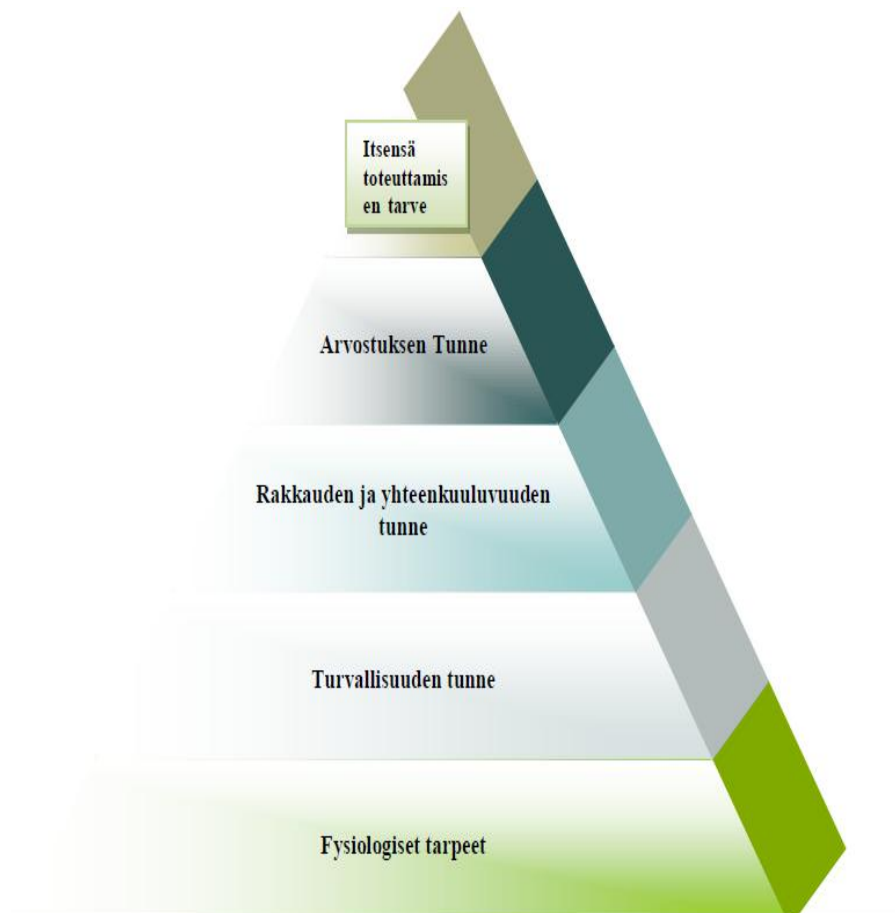 Itsensä
toteuttamis
en tarve
Arvostuksen Tunne
Rakkauden ja yhteenkuuluvuuden
tunne
Turvallisuuden tunne
Fysiologiset tarpeet